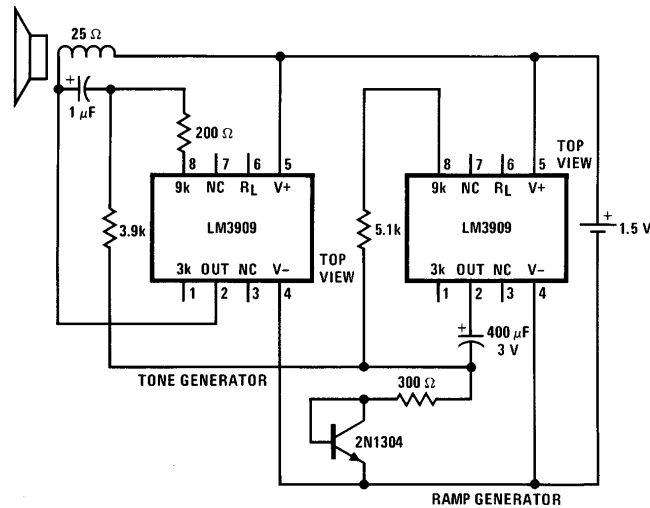 25 Ω
+
1 μF
200 Ω
8 7 6 5
9k NC RL V+
LM3909
3.9k
TOP
VIEW
3k OUT NC V−
1 2 3 4
TONE GENERATOR
TOP
VIEW
8 7 6 5
9k NC RL V+
LM3909
5.1k
3k OUT NC V−
1 2 3 4
+
1.5 V
+
400 μF
3 V
300 Ω
2N1304
RAMP GENERATOR